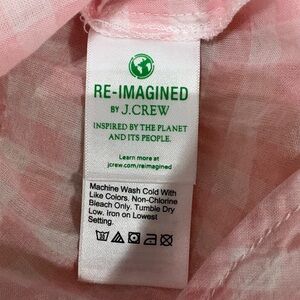 RE-IMAGINED
BY J.CREW
INSPIRED BY THE PLANET
AND ITS PEOPLE.
Learn more at
jcrew.com/reimagined
Machine Wash Cold With
Like Colors. Non-Chlorine
Bleach Only. Tumble Dry
Low. Iron on Lowest
Setting.